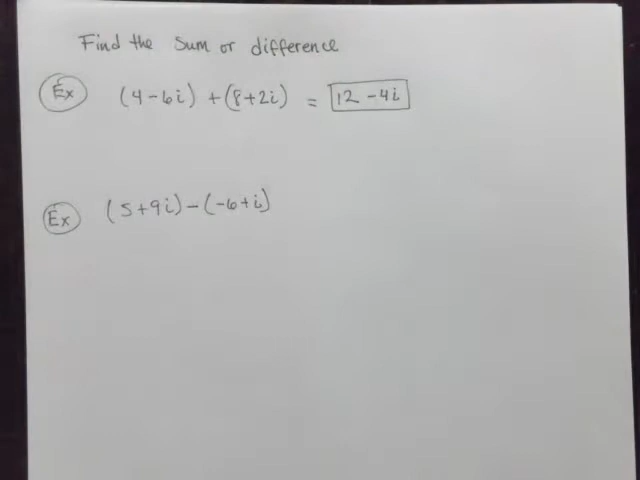 Find the Sum or difference
Ex (4-6i) + (8+2i) = 12 -4i
Ex (5+9i) - (-6+i)